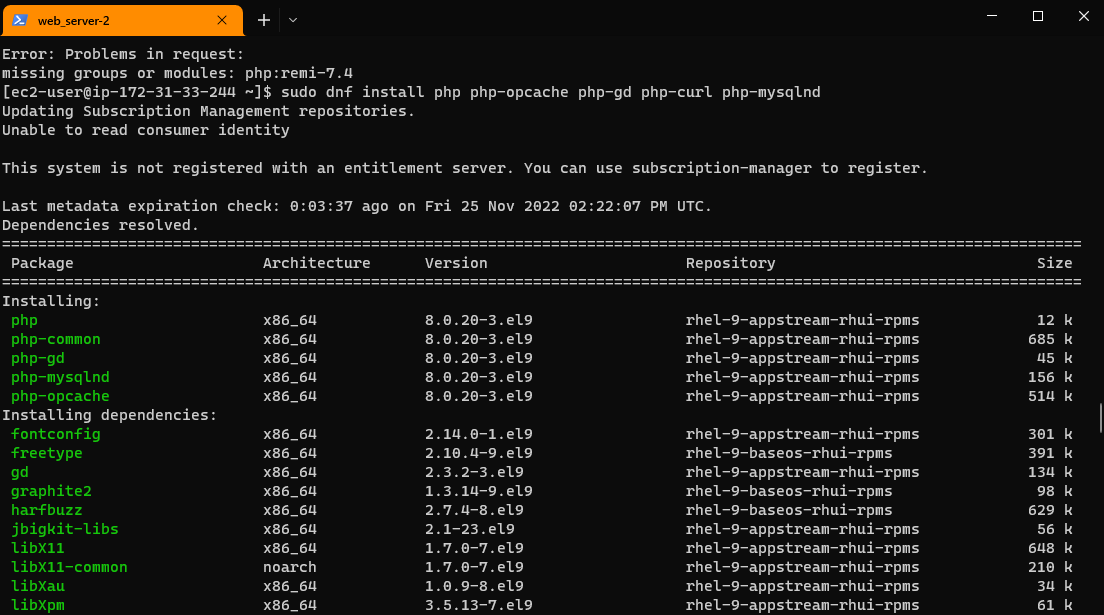 web_server-2
Error: Problems in request:
missing groups or modules: php:remi-7.4
[ec2-user@ip-172-31-33-244 ~]$ sudo dnf install php php-opcache php-gd php-curl php-mysqlnd
Updating Subscription Management repositories.
Unable to read consumer identity
This system is not registered with an entitlement server. You can use subscription-manager to register.
Last metadata expiration check: 0:03:37 ago on Fri 25 Nov 2022 02:22:07 PM UTC.
Dependencies resolved.
================================================================================================================
Package Architecture Version Repository Size
================================================================================================================
Installing:
php x86_64 8.0.20-3.el9 rhel-9-appstream-rhui-rpms 12 k
php-common x86_64 8.0.20-3.el9 rhel-9-appstream-rhui-rpms 685 k
php-gd x86_64 8.0.20-3.el9 rhel-9-appstream-rhui-rpms 45 k
php-mysqlnd x86_64 8.0.20-3.el9 rhel-9-appstream-rhui-rpms 156 k
php-opcache x86_64 8.0.20-3.el9 rhel-9-appstream-rhui-rpms 514 k
Installing dependencies:
fontconfig x86_64 2.14.0-1.el9 rhel-9-appstream-rhui-rpms 301 k
freetype x86_64 2.10.4-9.el9 rhel-9-baseos-rhui-rpms 391 k
gd x86_64 2.3.2-3.el9 rhel-9-appstream-rhui-rpms 134 k
graphite2 x86_64 1.3.14-9.el9 rhel-9-baseos-rhui-rpms 98 k
harfbuzz x86_64 2.7.4-8.el9 rhel-9-baseos-rhui-rpms 629 k
jbigkit-libs x86_64 2.1-23.el9 rhel-9-appstream-rhui-rpms 56 k
libX11 x86_64 1.7.0-7.el9 rhel-9-appstream-rhui-rpms 648 k
libX11-common noarch 1.7.0-7.el9 rhel-9-appstream-rhui-rpms 210 k
libXau x86_64 1.0.9-8.el9 rhel-9-appstream-rhui-rpms 34 k
libXpm x86_64 3.5.13-7.el9 rhel-9-appstream-rhui-rpms 61 k